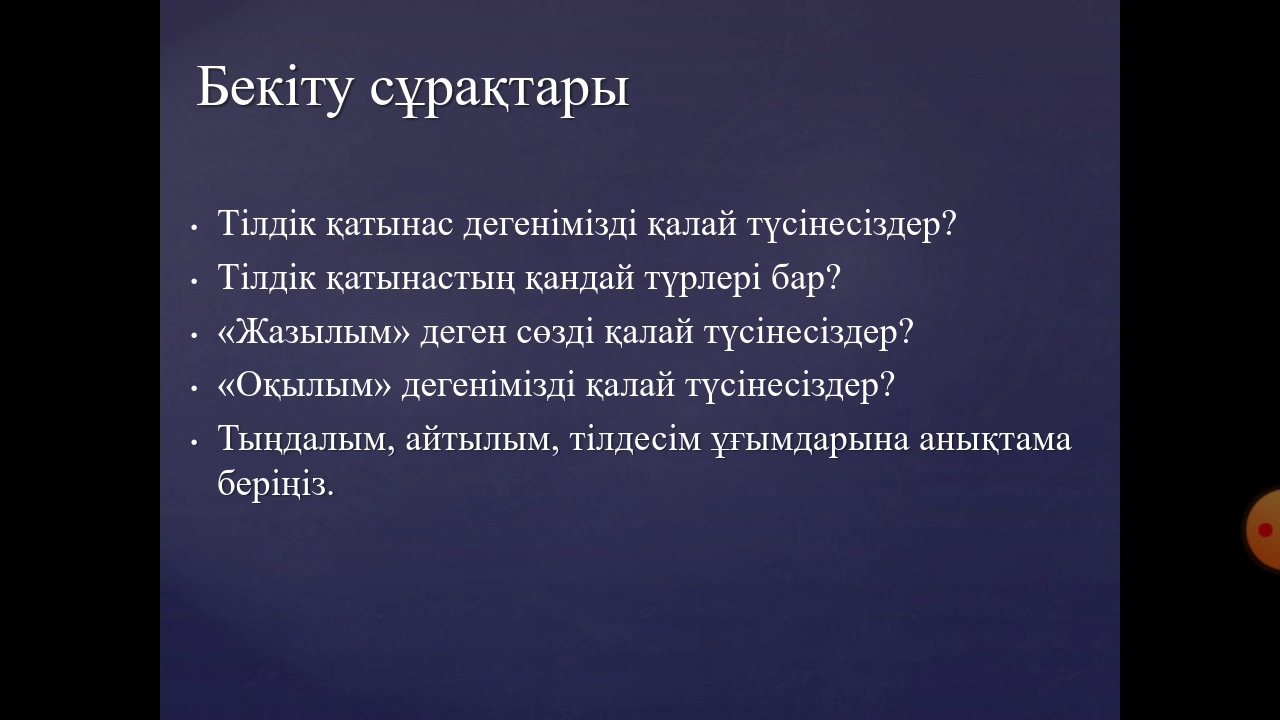 Бекіту сұрақтары
• Тілдік қатынас дегенімізді қалай түсінесіздер?
• Тілдік қатынастың қандай түрлері бар?
• «Жазылым» деген сөзді қалай түсінесіздер?
• «Оқылым» дегенімізді қалай түсінесіздер?
• Тыңдалым, айтылым, тілдесім ұғымдарына анықтама
беріңіз.